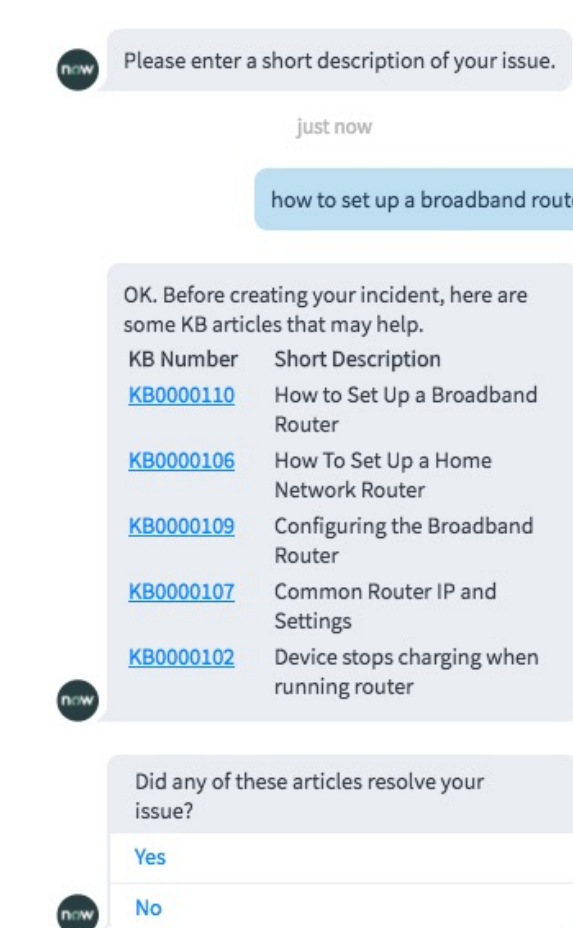 now
Please enter a short description of your issue.
just now
how to set up a broadband
OK. Before creating your incident, here are
some KB articles that may help.
KB Number Short Description
KB0000110 How to Set Up a Broadband
Router
KB0000106 How To Set Up a Home
Network Router
KB0000109 Configuring the Broadband
Router
KB0000107 Common Router IP and
Settings
KB0000102 Device stops charging when
running router
now
Did any of these articles resolve your
issue?
Yes
No
now